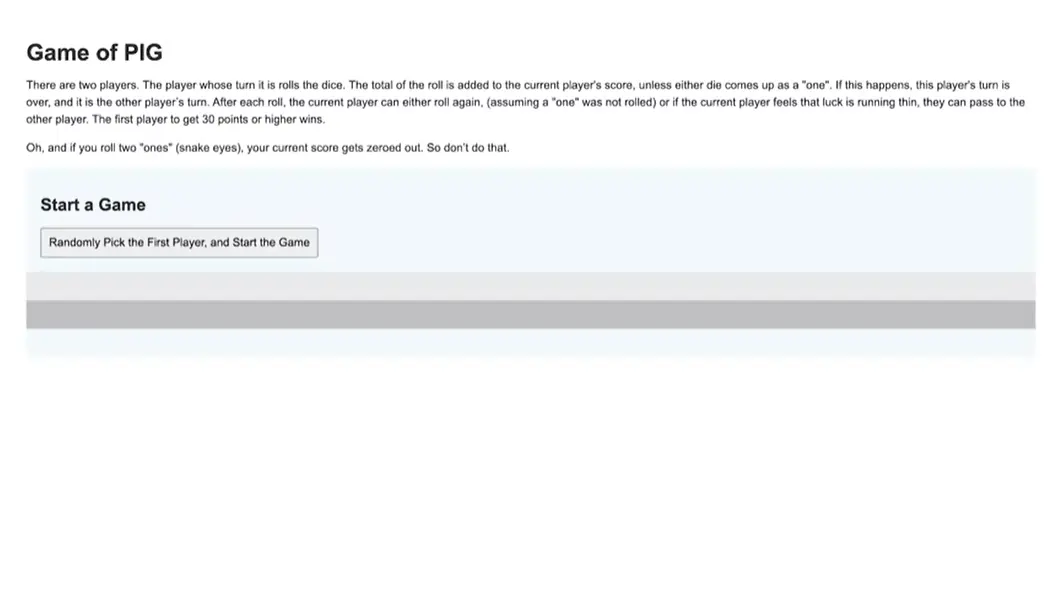 Game of PIG
There are two players. The player whose turn it is rolls the dice. The total of the roll is added to the current player's score, unless either die comes up as a "one". If this happens, this player's turn is
over, and it is the other player's turn. After each roll, the current player can either roll again, (assuming a "one" was not rolled) or if the current player feels that luck is running thin, they can pass to the
other player. The first player to get 30 points or higher wins.
Oh, and if you roll two "ones" (snake eyes), your current score gets zeroed out. So don't do that.
Start a Game
Randomly Pick the First Player, and Start the Game